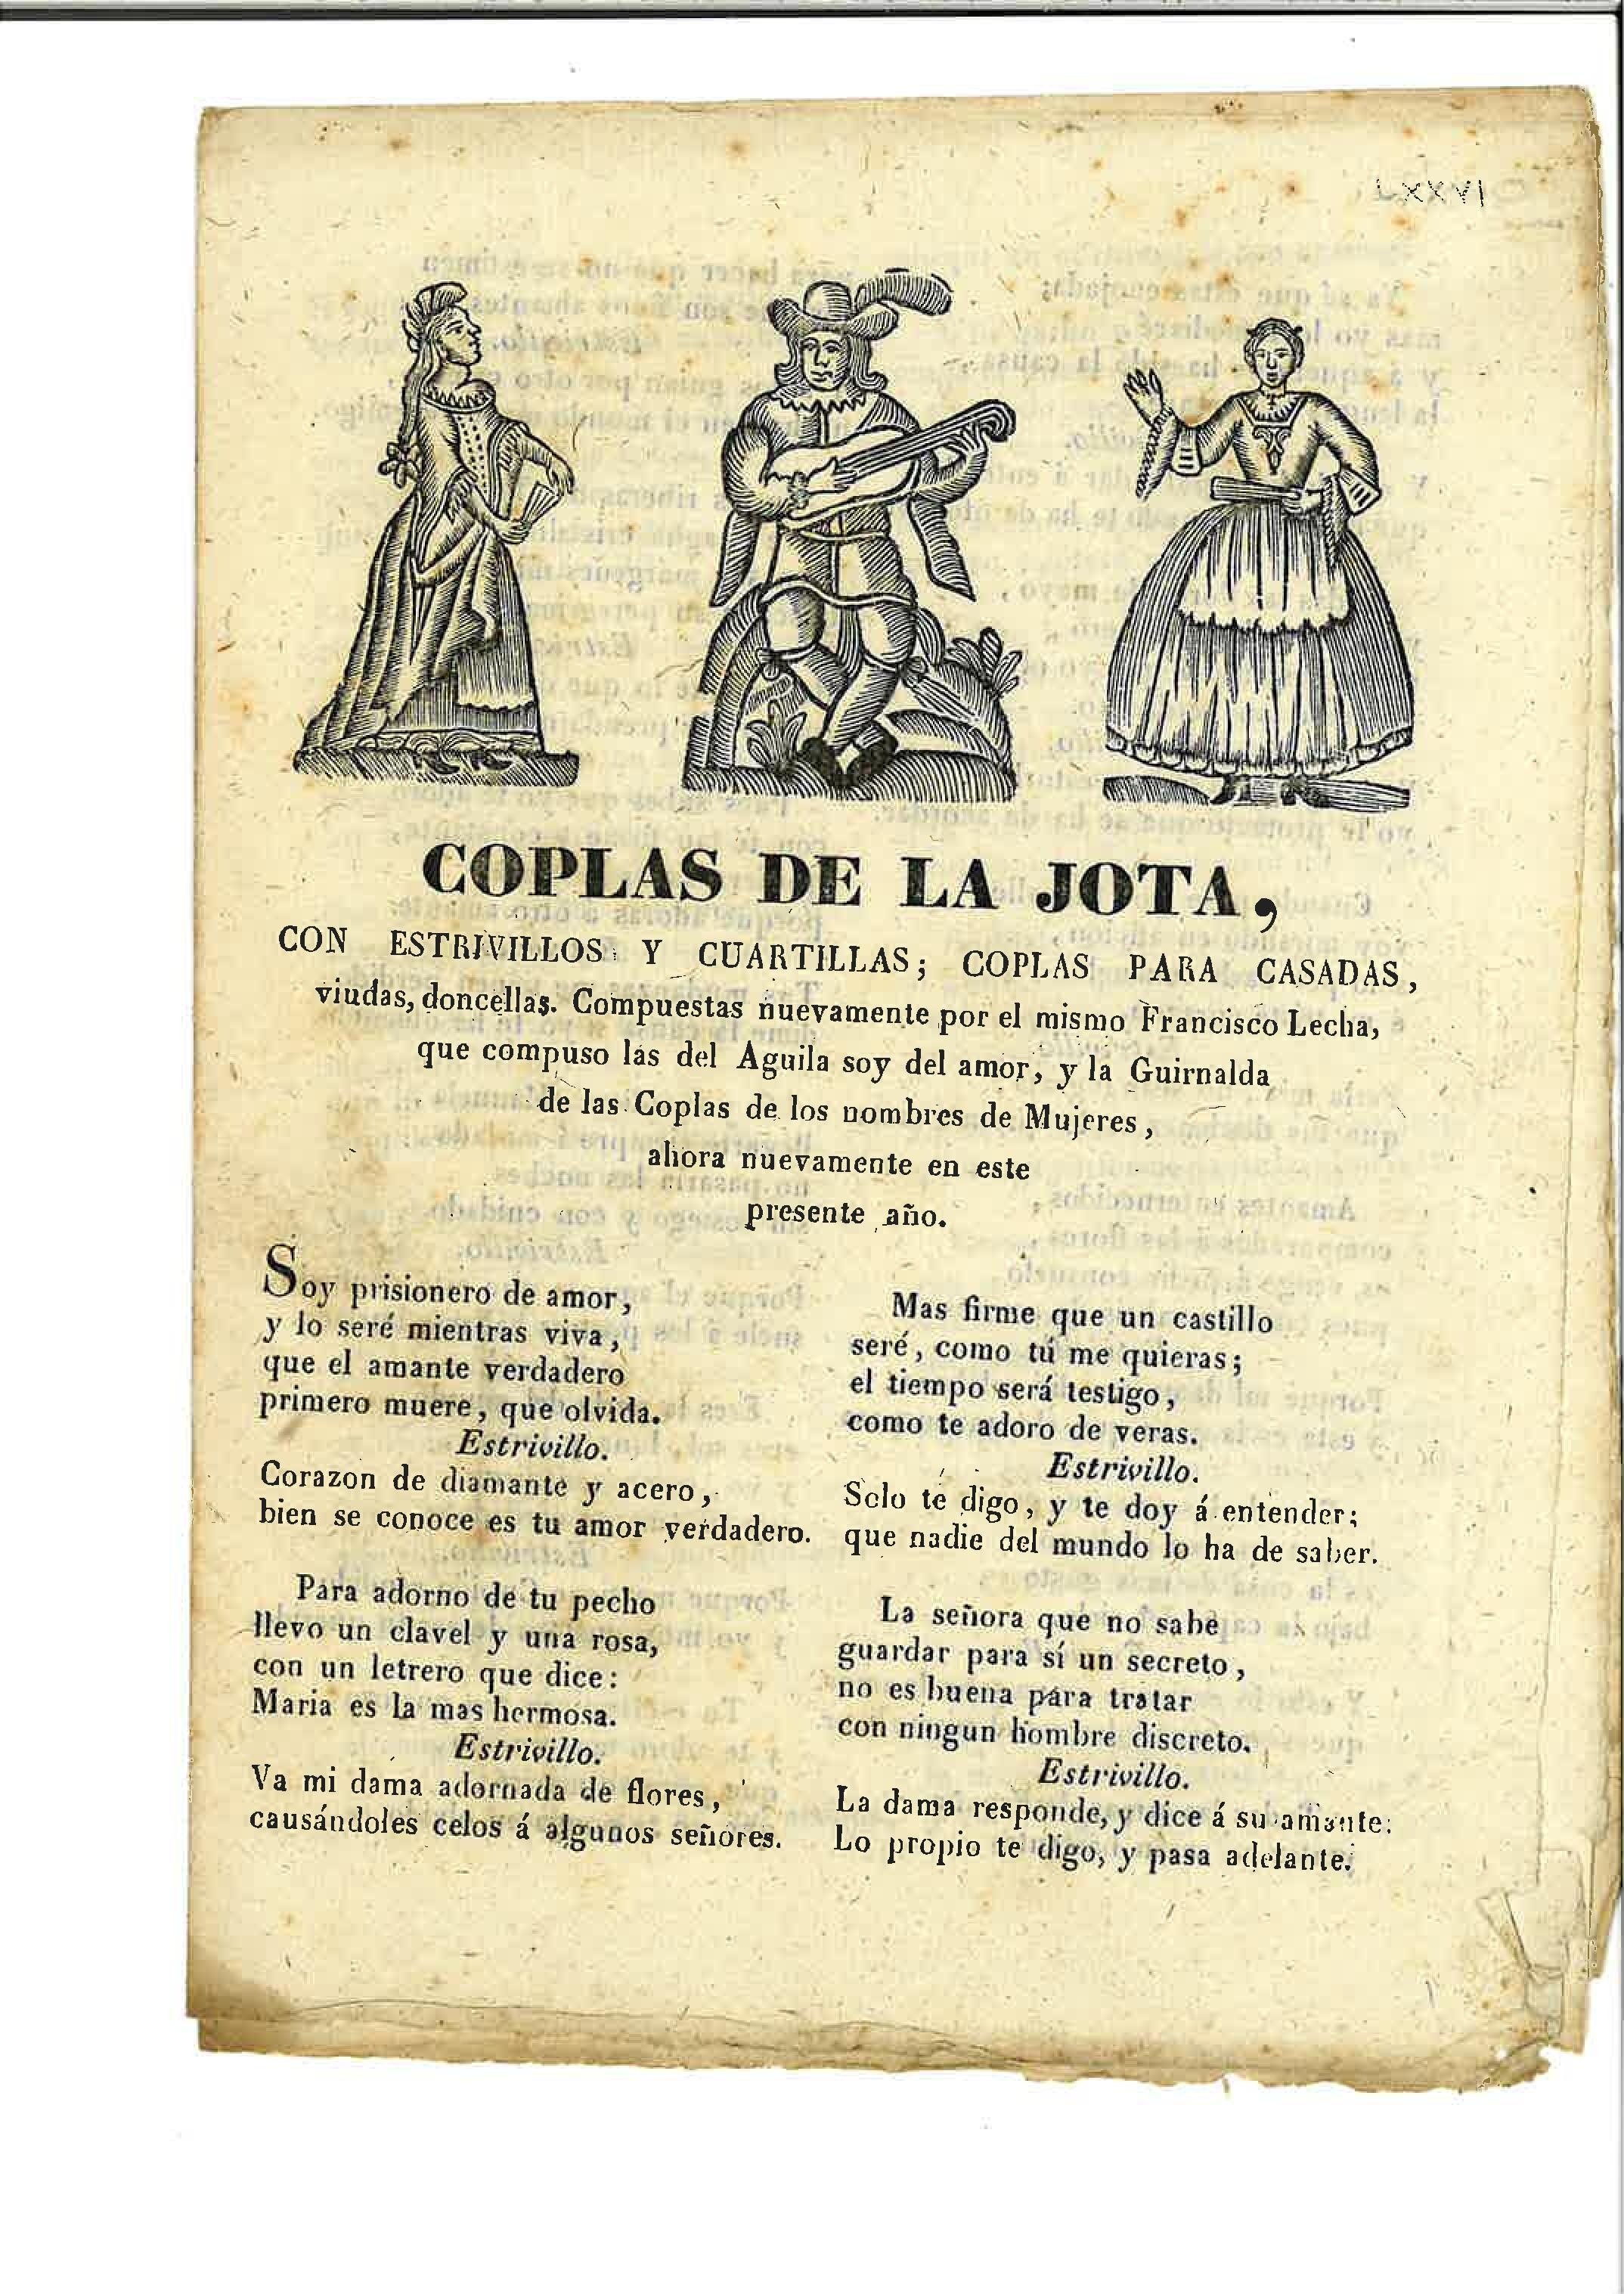 LXXVI
COPLAS DE LA JOTA,
CON ESTRIVILLOS Y CUARTILLAS; COPLAS PARA CASADAS,
viudas, doncellas. Compuestas nuevamente por el mismo Francisco Lecha,
que compuso las del Aguila soy del amor, y la Guirnalda
de las Coplas de los nombres de Mujeres,
ahora nuevamente en este
presente año.
Soy prisionero de amor,
y lo seré mientras viva,
que el amante verdadero
primero muere, que olvida.
Estrivillo.
Corazon de diamante y acero,
bien se conoce es tu amor verdadero.
Para adorno de tu pecho
llevo un clavel y una rosa,
con un letrero que dice:
Maria es la mas hermosa.
Estrivillo.
Va mi dama adornada de flores,
causándoles celos á algunos señores.
Mas firme que un castillo
seré, como tú me quieras;
el tiempo será testigo,
como te adoro de veras.
Estrivillo.
Solo te digo, y te doy á entender;
que nadie del mundo lo ha de saber.
La señora que no sabe
guardar para sí un secreto,
no es buena para tratar
con ningun hombre discreto.
Estrivillo.
La dama responde, y dice á su amante:
Lo propio te digo, y pasa adelante.